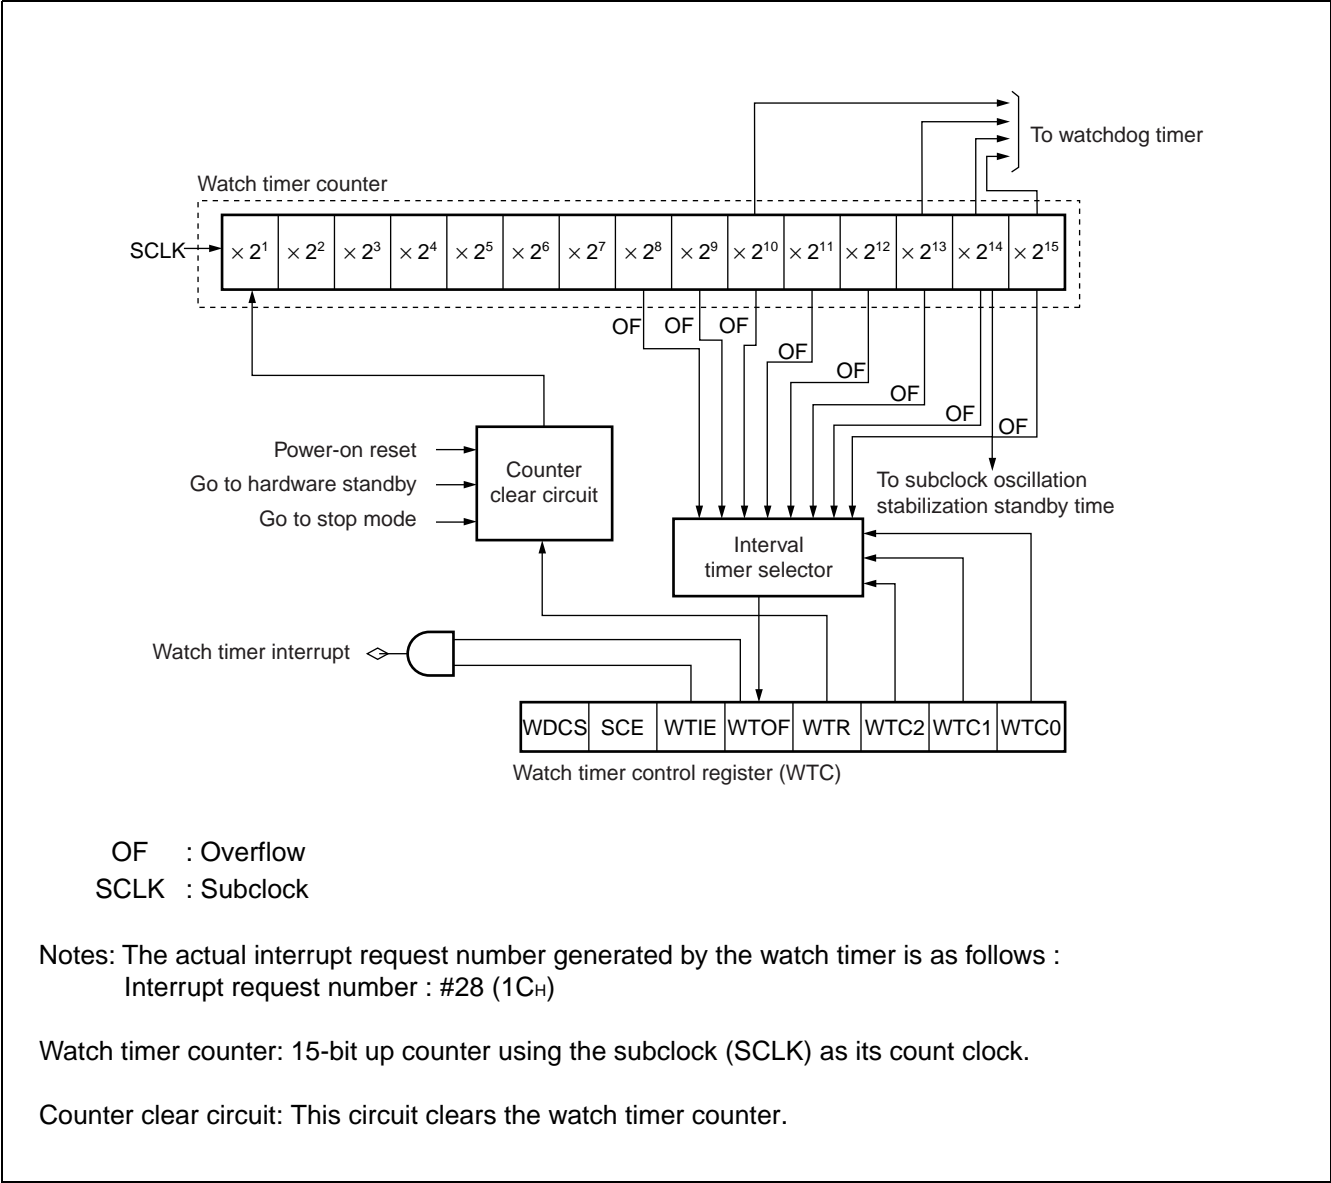 To watchdog timer
Watch timer counter
SCLK
× 2¹ × 2² × 2³ × 2⁴ × 2⁵ × 2⁶ × 2⁷ × 2⁸ × 2⁹ × 2¹⁰ × 2¹¹ × 2¹² × 2¹³ × 2¹⁴ × 2¹⁵
OF OF OF
OF
OF
OF
OF
OF
Power-on reset
Go to hardware standby
Go to stop mode
Counter
clear circuit
To subclock oscillation
stabilization standby time
Interval
timer selector
Watch timer interrupt
WDCS SCE WTIE WTOF WTR WTC2 WTC1 WTC0
Watch timer control register (WTC)
OF : Overflow
SCLK : Subclock
Notes: The actual interrupt request number generated by the watch timer is as follows :
Interrupt request number : #28 (1CH)
Watch timer counter: 15-bit up counter using the subclock (SCLK) as its count clock.
Counter clear circuit: This circuit clears the watch timer counter.